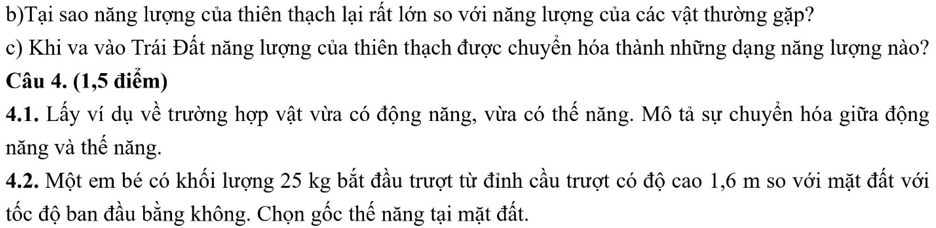 b)Tại sao năng lượng của thiên thạch lại rất lớn so với năng lượng của các vật thường gặp?
c) Khi va vào Trái Đất năng lượng của thiên thạch được chuyển hóa thành những dạng năng lượng nào?
Câu 4. (1,5 điểm)
4.1. Lấy ví dụ về trường hợp vật vừa có động năng, vừa có thế năng. Mô tả sự chuyển hóa giữa động
năng và thế năng.
4.2. Một em bé có khối lượng 25 kg bắt đầu trượt từ đỉnh cầu trượt có độ cao 1,6 m so với mặt đất với
tốc độ ban đầu bằng không. Chọn gốc thế năng tại mặt đất.